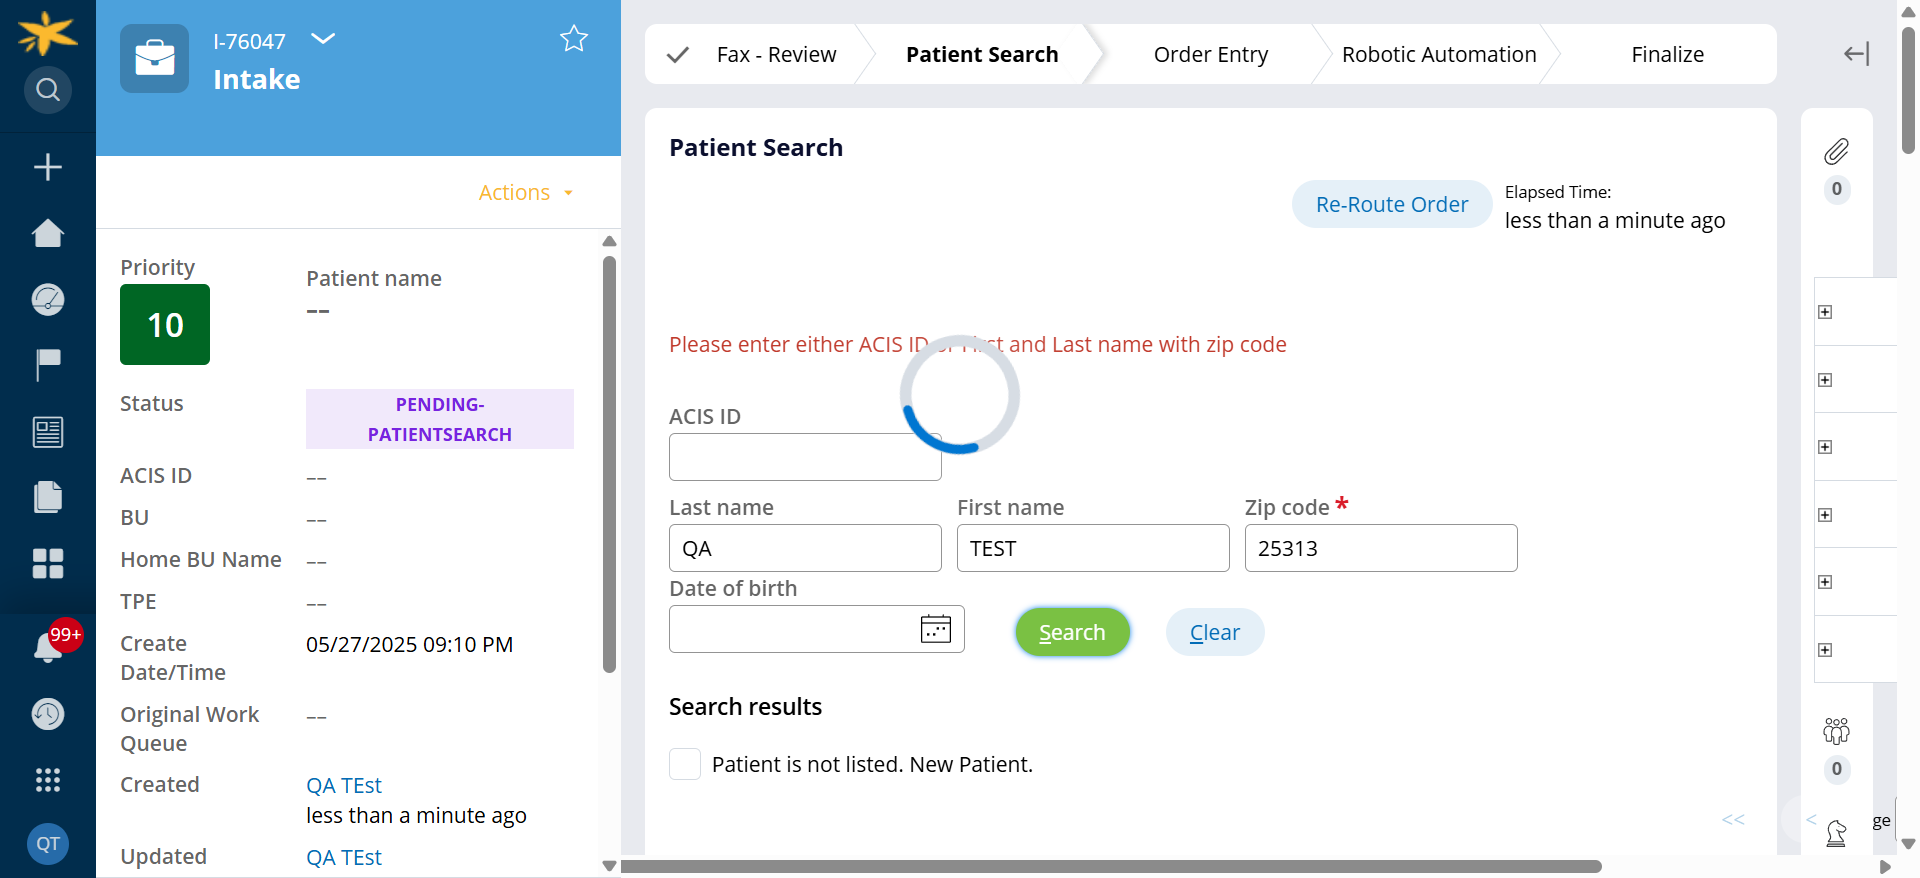 I-76047
Intake
Actions
Priority
10
Patient name
––
Status
PENDING-
PATIENTSEARCH
ACIS ID
––
BU
––
Home BU Name
––
TPE
––
Create
Date/Time
05/27/2025 09:10 PM
Original Work
Queue
––
Created
QA TEst
less than a minute ago
Updated
QA TEst
99+
QT
Fax - Review
Patient Search
Order Entry
Robotic Automation
Finalize
Patient Search
Re-Route Order
Elapsed Time:
less than a minute ago
Please enter either ACIS ID or First and Last name with zip code
ACIS ID
Last name
First name
Zip code *
QA
TEST
25313
Date of birth
Search
Clear
Search results
Patient is not listed. New Patient.
<<
<
ge
0
0